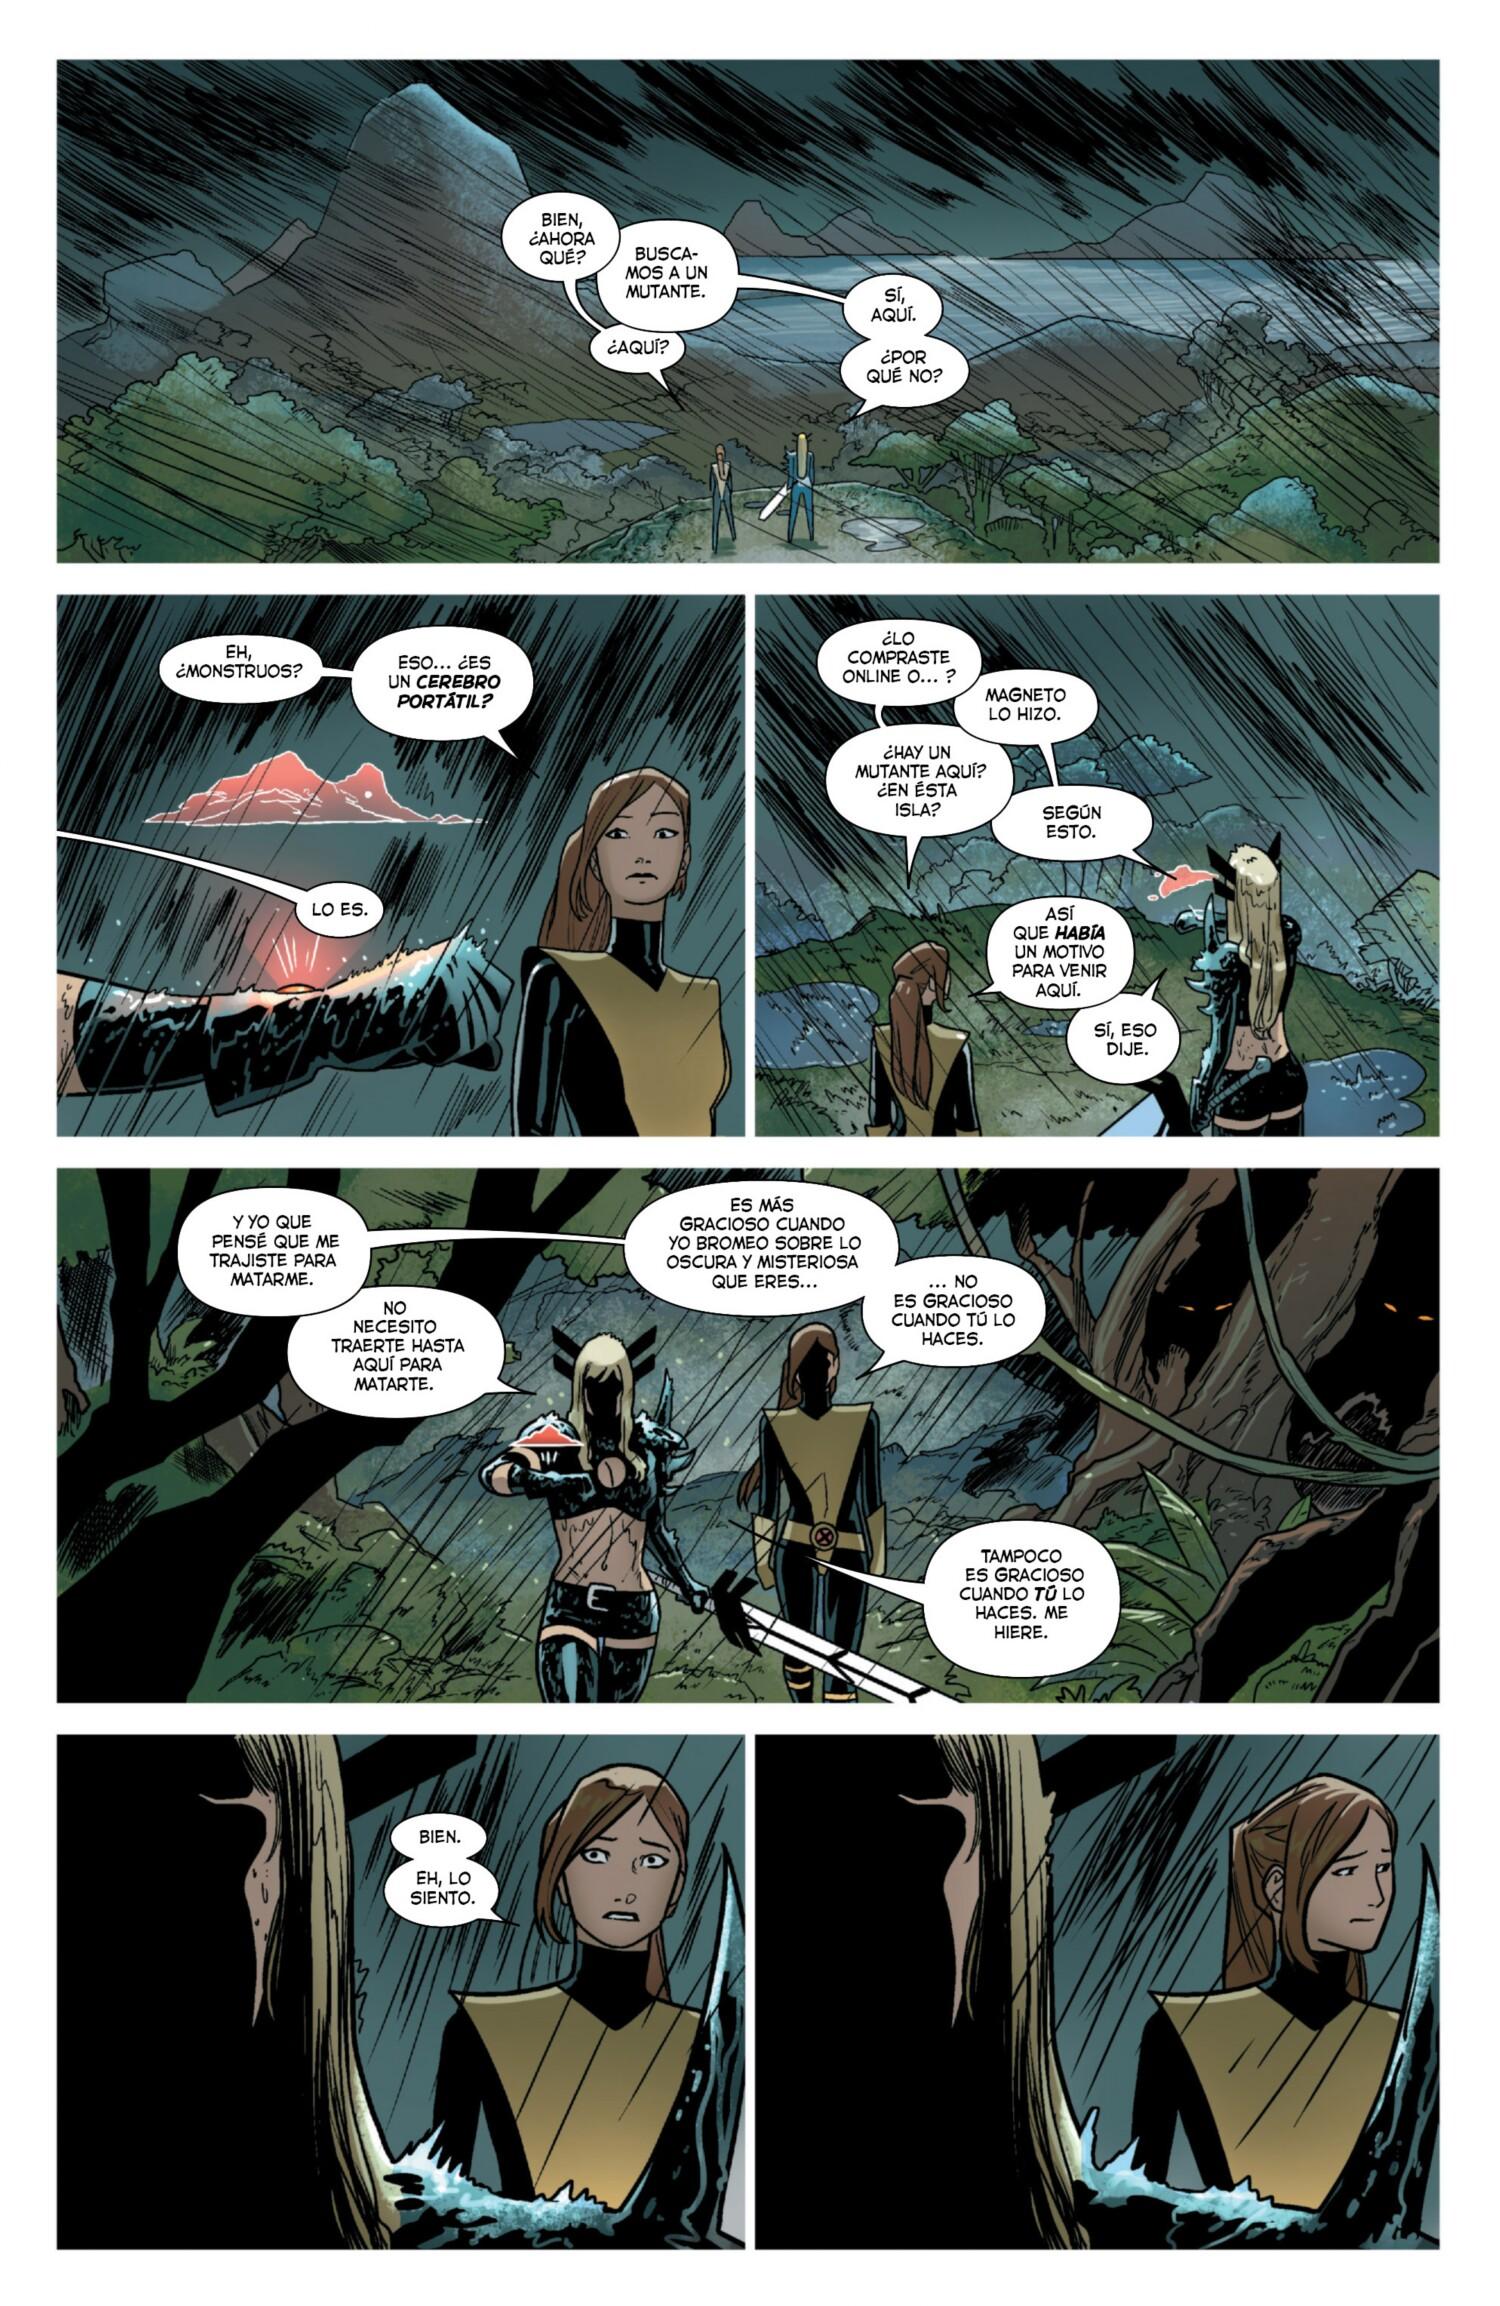 BIEN,
¿AHORA
QUÉ?
BUSCA-
MOS A UN
MUTANTE.
¿AQUÍ?
SÍ,
AQUÍ.
¿POR
QUÉ NO?
EH,
¿MONSTRUOS?
ESO... ¿ES
UN CEREBRO
PORTÁTIL?
LO ES.
¿LO
COMPRASTE
ONLINE O... ?
MAGNETO
LO HIZO.
¿HAY UN
MUTANTE AQUÍ?
¿EN ÉSTA
ISLA?
SEGÚN
ESTO.
ASÍ
QUE HABÍA
UN MOTIVO
PARA VENIR
AQUÍ.
SÍ, ESO
DIJE.
Y YO QUE
PENSÉ QUE ME
TRAJISTE PARA
MATARME.
NO
NECESITO
TRAERTE HASTA
AQUÍ PARA
MATARTE.
ES MÁS
GRACIOSO CUANDO
YO BROMEO SOBRE LO
OSCURA Y MISTERIOSA
QUE ERES...
... NO
ES GRACIOSO
CUANDO TÚ LO
HACES.
TAMPOCO
ES GRACIOSO
CUANDO TÚ LO
HACES. ME
HIERE.
BIEN.
EH, LO
SIENTO.